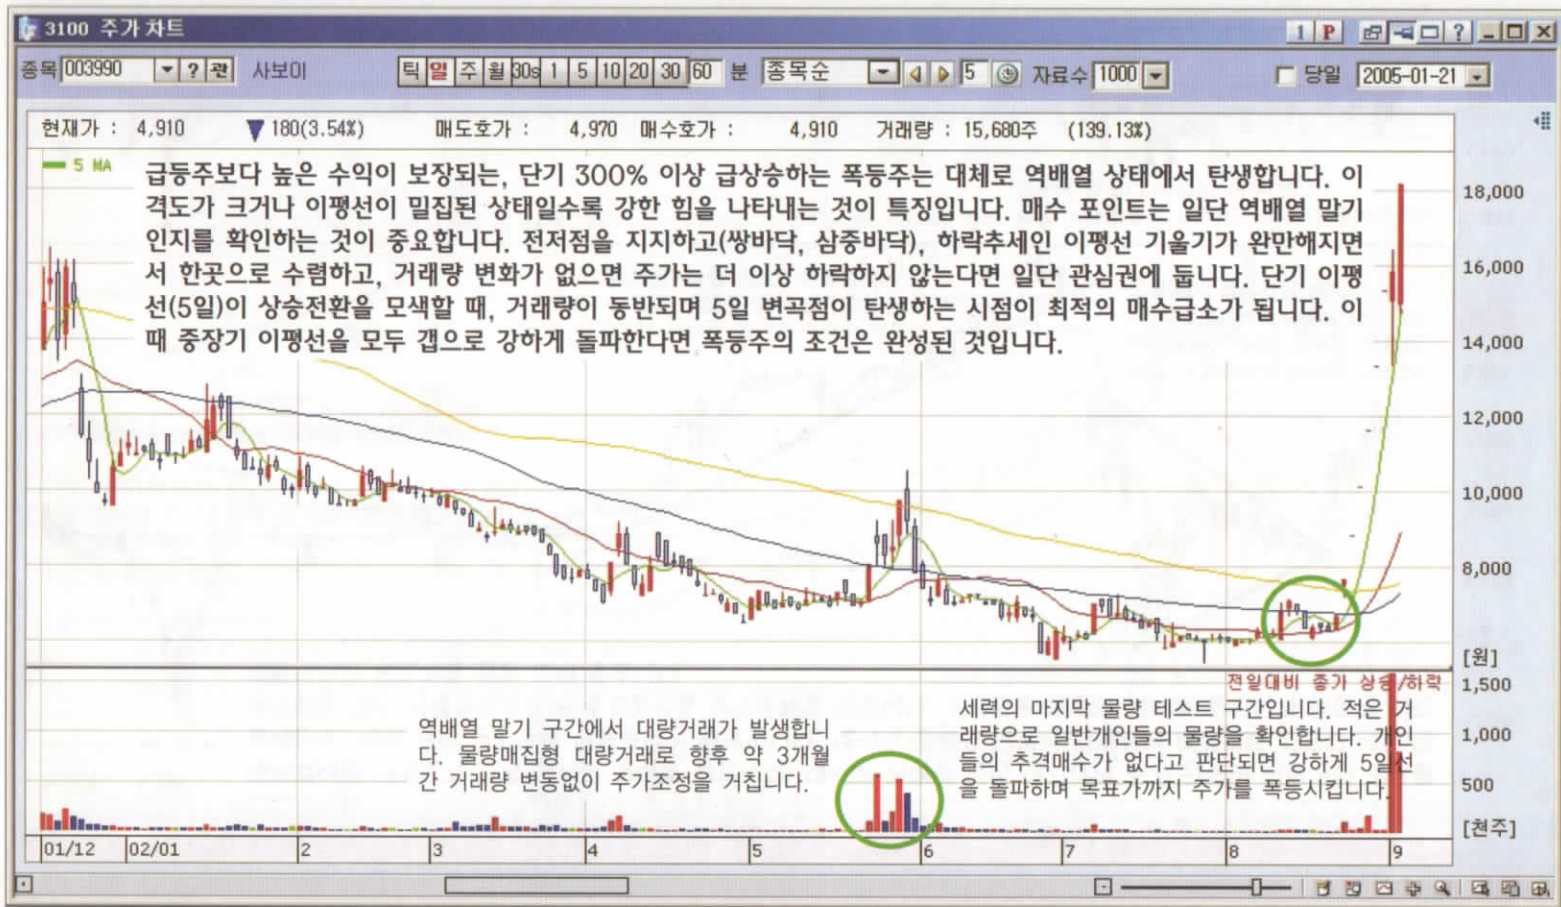 3100 주가 차트
1 P ?
종목 003990 ? 관 사보이 틱 일 주 월 30s 1 5 10 20 30 60 분 종목순 5 자료수 1000 당일 2005-01-21
현재가 : 4,910 ▼ 180(3.54%) 매도호가 : 4,970 매수호가 : 4,910 거래량 : 15,680주 (139.13%)
5 MA
급등주보다 높은 수익이 보장되는, 단기 300% 이상 급상승하는 폭등주는 대체로 역배열 상태에서 탄생합니다. 이
격도가 크거나 이평선이 밀집된 상태일수록 강한 힘을 나타내는 것이 특징입니다. 매수 포인트는 일단 역배열 말기
인지를 확인하는 것이 중요합니다. 전저점을 지지하고(쌍바닥, 삼중바닥), 하락추세인 이평선 기울기가 완만해지면
서 한곳으로 수렴하고, 거래량 변화가 없으면 주가는 더 이상 하락하지 않는다면 일단 관심권에 둡니다. 단기 이평
선(5일)이 상승전환을 모색할 때, 거래량이 동반되며 5일 변곡점이 탄생하는 시점이 최적의 매수급소가 됩니다. 이
때 중장기 이평선을 모두 갭으로 강하게 돌파한다면 폭등주의 조건은 완성된 것입니다.
18,000
16,000
14,000
12,000
10,000
8,000
[원]
전일대비 종가 상승/하락
1,500
1,000
500
[천주]
역배열 말기 구간에서 대량거래가 발생합니
다. 물량매집형 대량거래로 향후 약 3개월
간 거래량 변동없이 주가조정을 거칩니다.
세력의 마지막 물량 테스트 구간입니다. 적은 거
래량으로 일반개인들의 물량을 확인합니다. 개인
들의 추격매수가 없다고 판단되면 강하게 5일선
을 돌파하며 목표가까지 주가를 폭등시킵니다.
01/12 02/01 2 3 4 5 6 7 8 9